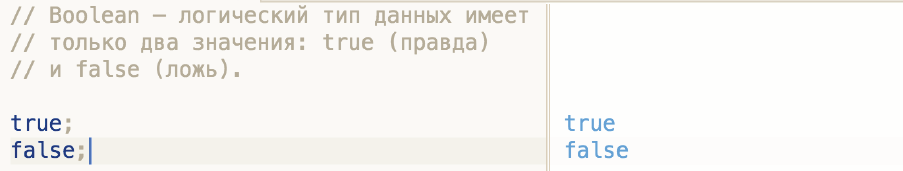 // Boolean — логический тип данных имеет
// только два значения: true (правда)
// и false (ложь).
true;
false;
true
false